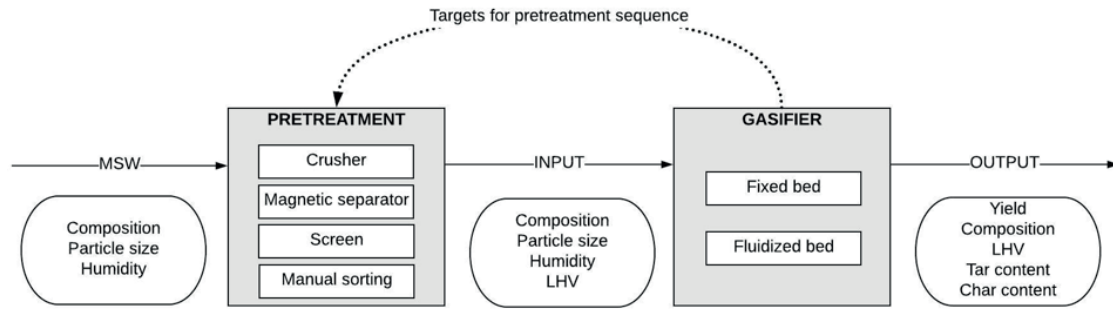 Targets for pretreatment sequence
PRETREATMENT
GASIFIER
MSW
Crusher
Magnetic separator
Screen
Manual sorting
INPUT
Fixed bed
Fluidized bed
OUTPUT
Composition
Particle size
Humidity
Composition
Particle size
Humidity
LHV
Yield
Composition
LHV
Tar content
Char content